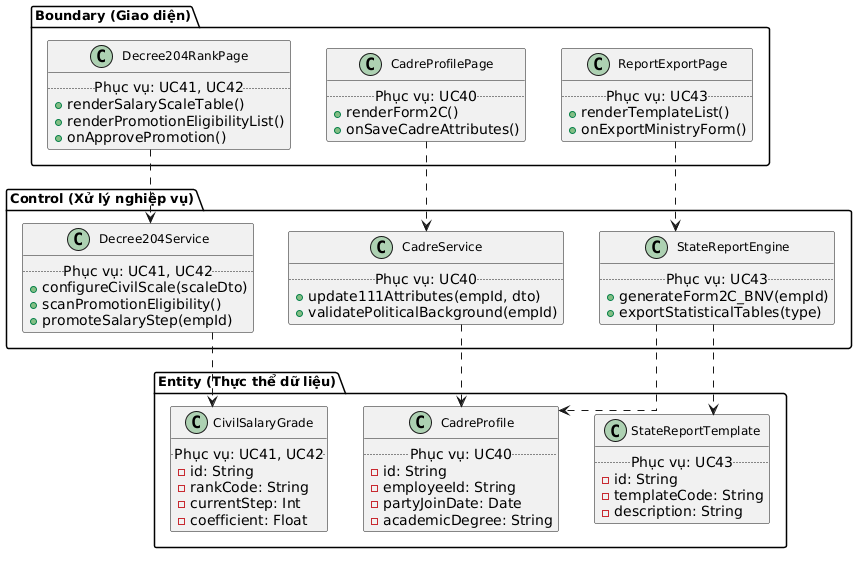 Boundary (Giao diện)
C Decree204RankPage
Phục vụ: UC41, UC42
renderSalaryScaleTable()
renderPromotionEligibilityList()
onApprovePromotion()
C CadreProfilePage
Phục vụ: UC40
renderForm2C()
onSaveCadreAttributes()
C ReportExportPage
Phục vụ: UC43
renderTemplateList()
onExportMinistryForm()
Control (Xử lý nghiệp vụ)
C Decree204Service
Phục vụ: UC41, UC42
configureCivilScale(scaleDto)
scanPromotionEligibility()
promoteSalaryStep(empId)
C CadreService
Phục vụ: UC40
update111Attributes(empId, dto)
validatePoliticalBackground(empId)
C StateReportEngine
Phục vụ: UC43
generateForm2C_BNV(empId)
exportStatisticalTables(type)
Entity (Thực thể dữ liệu)
C CivilSalaryGrade
Phục vụ: UC41, UC42
id: String
rankCode: String
currentStep: Int
coefficient: Float
C CadreProfile
Phục vụ: UC40
id: String
employeeId: String
partyJoinDate: Date
academicDegree: String
C StateReportTemplate
Phục vụ: UC43
id: String
templateCode: String
description: String